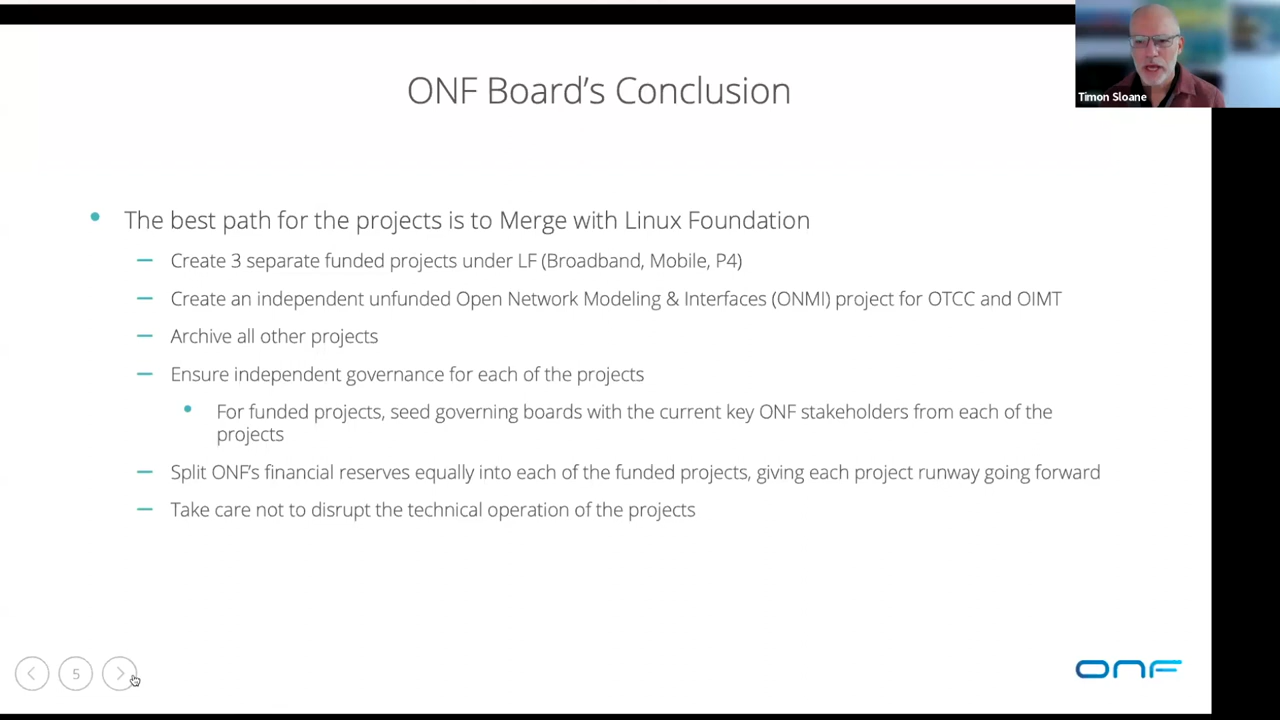 Timon Sloane
ONF Board's Conclusion
• The best path for the projects is to Merge with Linux Foundation
– Create 3 separate funded projects under LF (Broadband, Mobile, P4)
– Create an independent unfunded Open Network Modeling & Interfaces (ONMI) project for OTCC and OIMT
– Archive all other projects
– Ensure independent governance for each of the projects
• For funded projects, seed governing boards with the current key ONF stakeholders from each of the
projects
– Split ONF's financial reserves equally into each of the funded projects, giving each project runway going forward
– Take care not to disrupt the technical operation of the projects
5
ONF